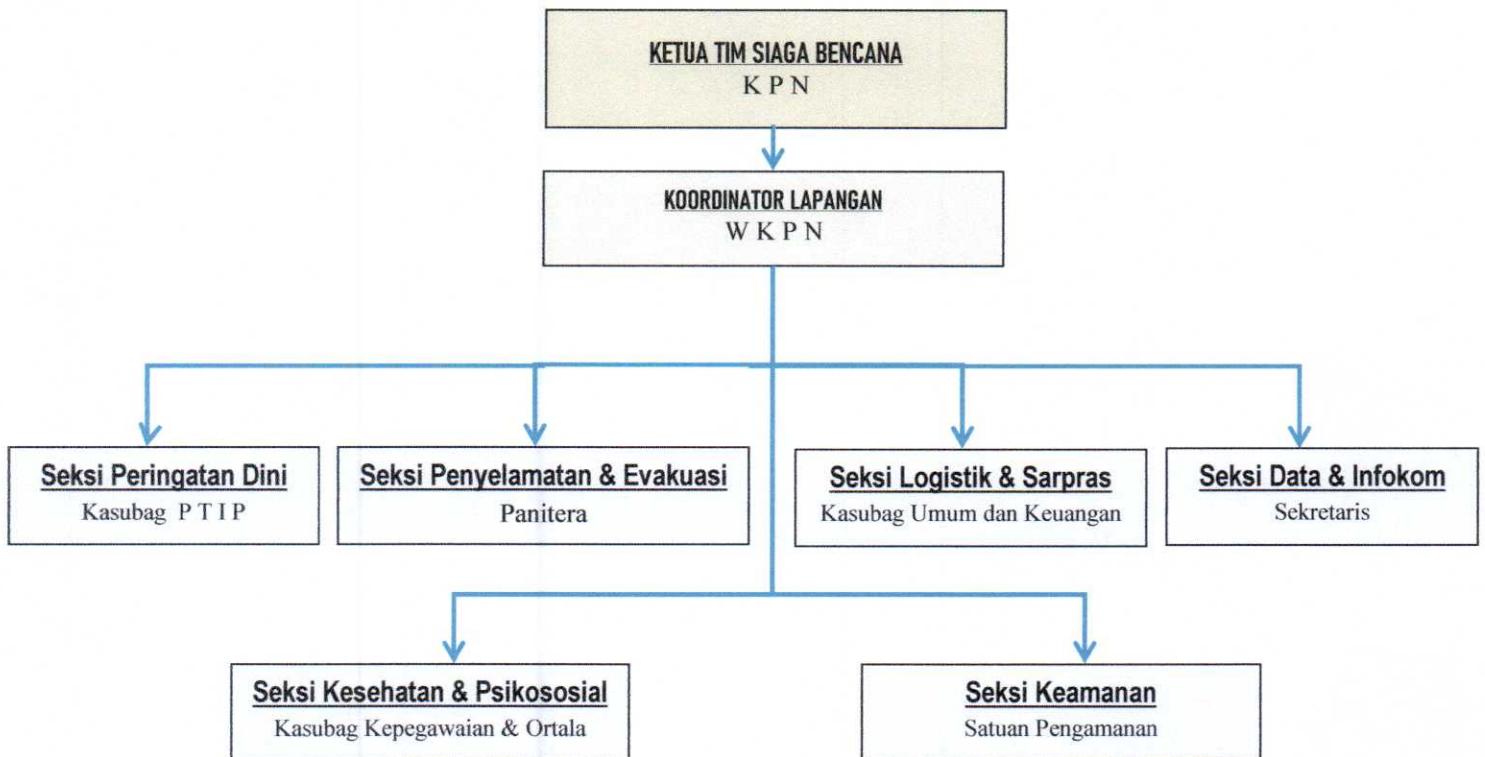 KETUA TIM SIAGA BENCANA
K P N
KOORDINATOR LAPANGAN
W K P N
Seksi Peringatan Dini
Kasubag P T I P
Seksi Penyelamatan & Evakuasi
Panitera
Seksi Logistik & Sarpras
Kasubag Umum dan Keuangan
Seksi Data & Infokom
Sekretaris
Seksi Kesehatan & Psikososial
Kasubag Kepegawaian & Ortala
Seksi Keamanan
Satuan Pengamanan